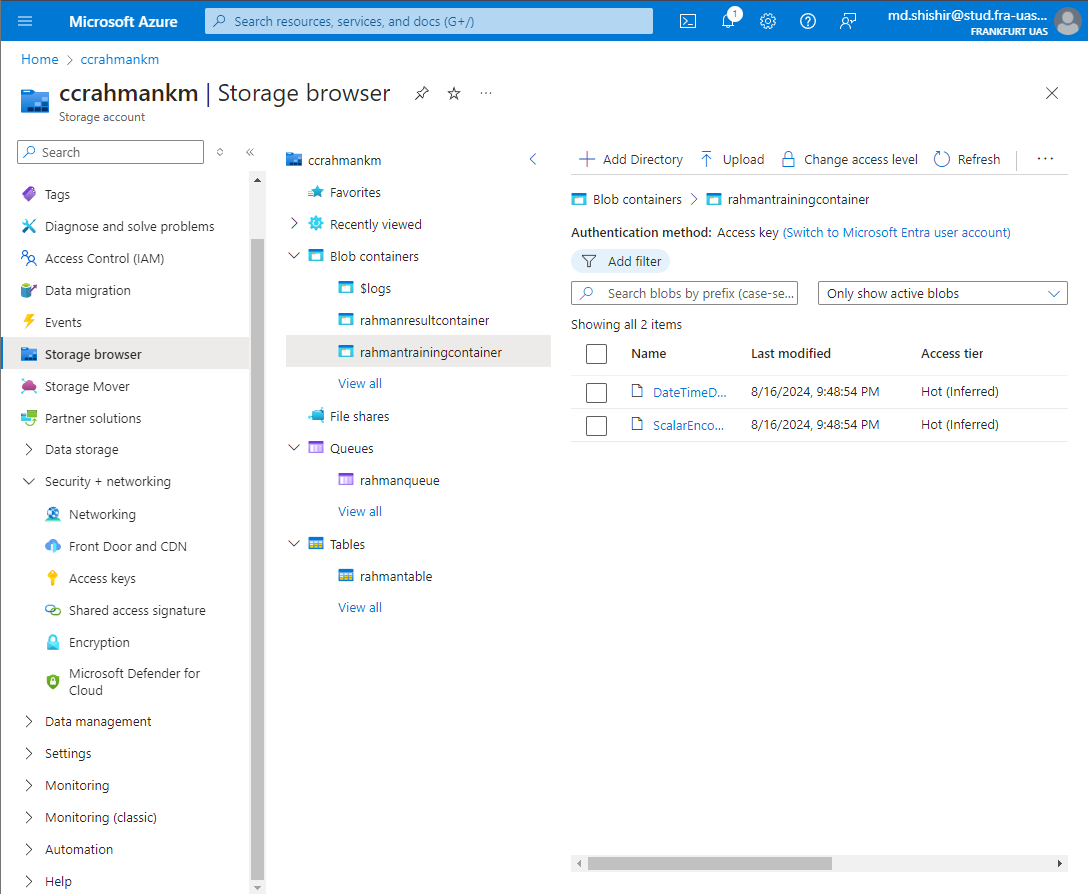 Microsoft Azure
Search resources, services, and docs (G+/)
1
md.shishir@stud.fra-uas...
FRANKFURT UAS
Home > ccrahmankm
ccrahmankm | Storage browser
Storage account
Search
Tags
Diagnose and solve problems
Access Control (IAM)
Data migration
Events
Storage browser
Storage Mover
Partner solutions
Data storage
Security + networking
Networking
Front Door and CDN
Access keys
Shared access signature
Encryption
Microsoft Defender for
Cloud
Data management
Settings
Monitoring
Monitoring (classic)
Automation
Help
ccrahmankm
Favorites
Recently viewed
Blob containers
$logs
rahmanresultcontainer
rahmantrainingcontainer
View all
File shares
Queues
rahmanqueue
View all
Tables
rahmantable
View all
Add Directory Upload Change access level Refresh
Blob containers > rahmantrainingcontainer
Authentication method: Access key (Switch to Microsoft Entra user account)
Add filter
Search blobs by prefix (case-se... Only show active blobs
Showing all 2 items
Name Last modified Access tier
DateTimeD... 8/16/2024, 9:48:54 PM Hot (Inferred)
ScalarEnco... 8/16/2024, 9:48:54 PM Hot (Inferred)